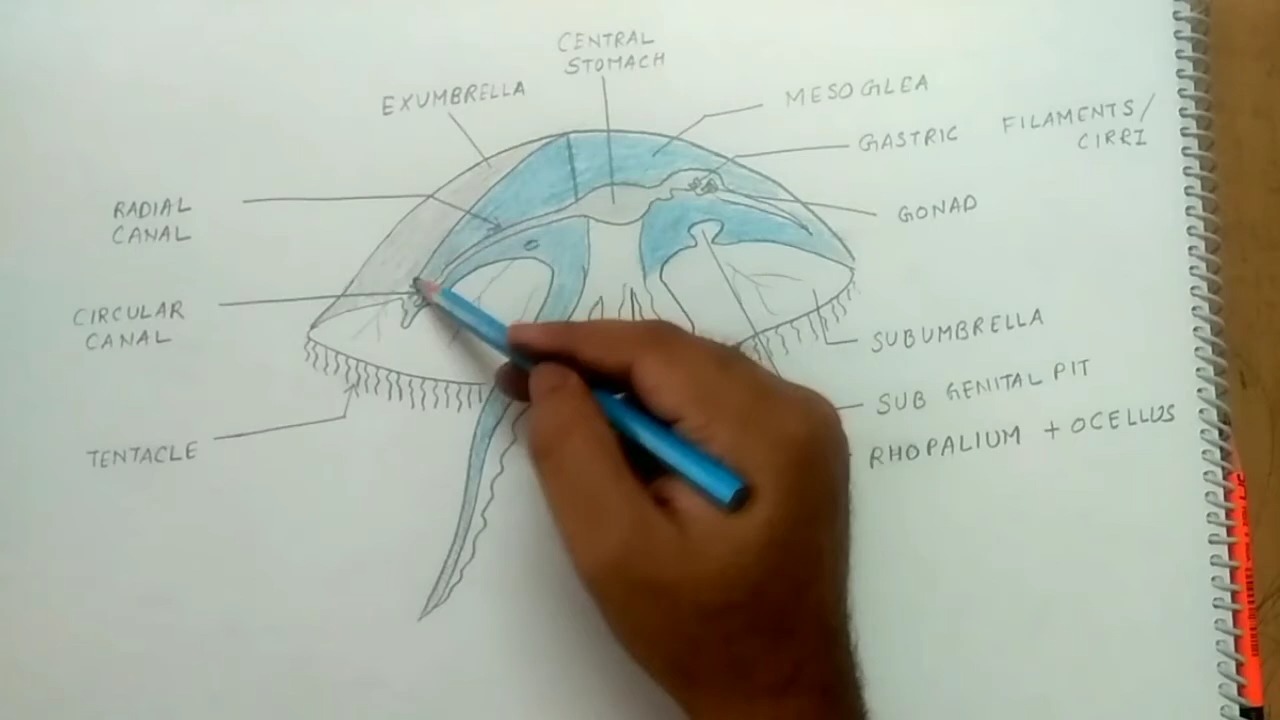 CENTRAL
STOMACH
EXUMBRELLA
MESOGLEA
GASTRIC FILAMENTS/
CIRRI
RADIAL
CANAL
GONAD
CIRCULAR
CANAL
SUBUMBRELLA
SUB GENITAL PIT
RHOPALIUM + OCELLUS
TENTACLE